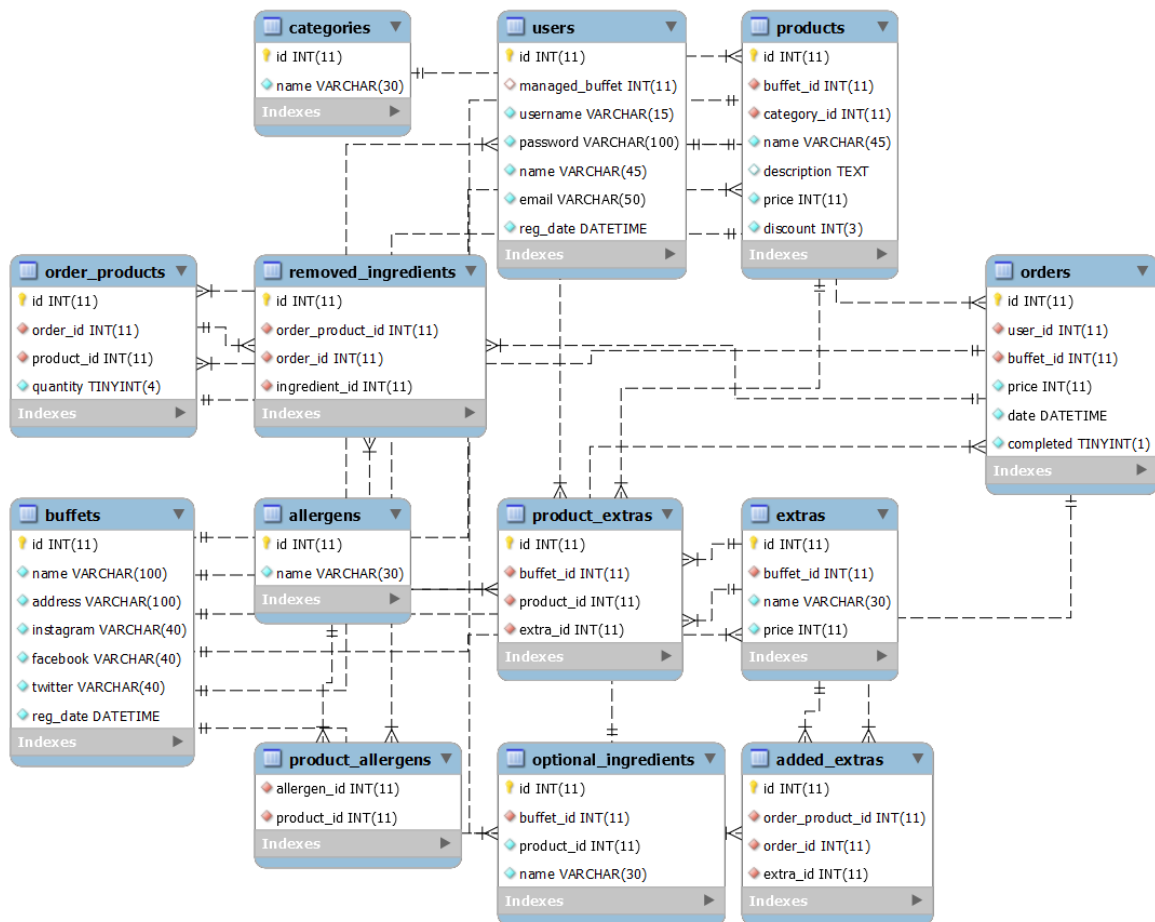 categories
id INT(11)
name VARCHAR(30)
Indexes
users
id INT(11)
managed_buffet INT(11)
username VARCHAR(15)
password VARCHAR(100)
name VARCHAR(45)
email VARCHAR(50)
reg_date DATETIME
Indexes
products
id INT(11)
buffet_id INT(11)
category_id INT(11)
name VARCHAR(45)
description TEXT
price INT(11)
discount INT(3)
Indexes
order_products
id INT(11)
order_id INT(11)
product_id INT(11)
quantity TINYINT(4)
Indexes
removed_ingredients
id INT(11)
order_product_id INT(11)
order_id INT(11)
ingredient_id INT(11)
Indexes
orders
id INT(11)
user_id INT(11)
buffet_id INT(11)
price INT(11)
date DATETIME
completed TINYINT(1)
Indexes
buffets
id INT(11)
name VARCHAR(100)
address VARCHAR(100)
instagram VARCHAR(40)
facebook VARCHAR(40)
twitter VARCHAR(40)
reg_date DATETIME
Indexes
allergens
id INT(11)
name VARCHAR(30)
Indexes
product_extras
id INT(11)
buffet_id INT(11)
product_id INT(11)
extra_id INT(11)
Indexes
extras
id INT(11)
buffet_id INT(11)
name VARCHAR(30)
price INT(11)
Indexes
product_allergens
allergen_id INT(11)
product_id INT(11)
Indexes
optional_ingredients
id INT(11)
buffet_id INT(11)
product_id INT(11)
name VARCHAR(30)
Indexes
added_extras
id INT(11)
order_product_id INT(11)
order_id INT(11)
extra_id INT(11)
Indexes